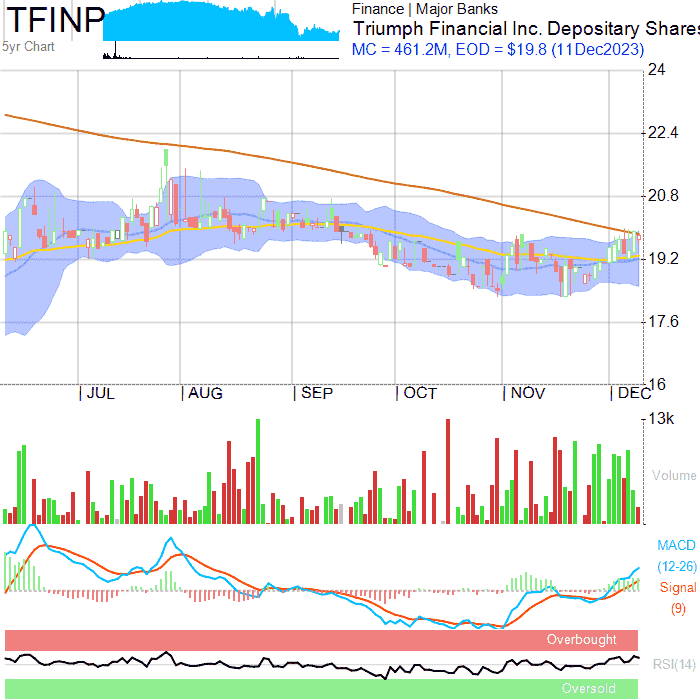 TFINP
5yr Chart
Finance | Major Banks
Triumph Financial Inc. Depositary Shares
MC = 461.2M, EOD = $19.8 (11Dec2023)
24
22.4
20.8
19.2
17.6
16
| JUL
| AUG
| SEP
| OCT
| NOV
| DEC
13k
Volume
MACD
(12-26)
Signal
(9)
Overbought
RSI(14)
Oversold